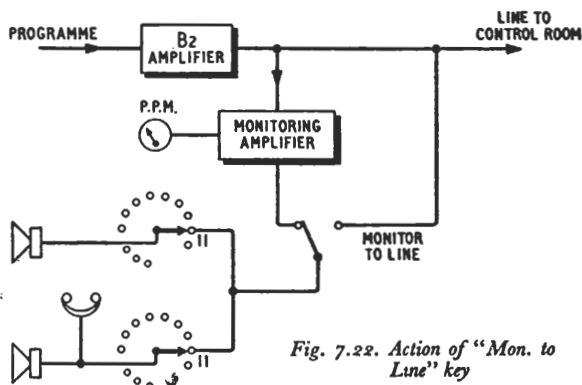 PROGRAMME
B2
AMPLIFIER
LINE TO
CONTROL ROOM
P.P.M.
MONITORING
AMPLIFIER
MONITOR
TO LINE
11
11
Fig. 7.22. Action of "Mon. to
Line" key